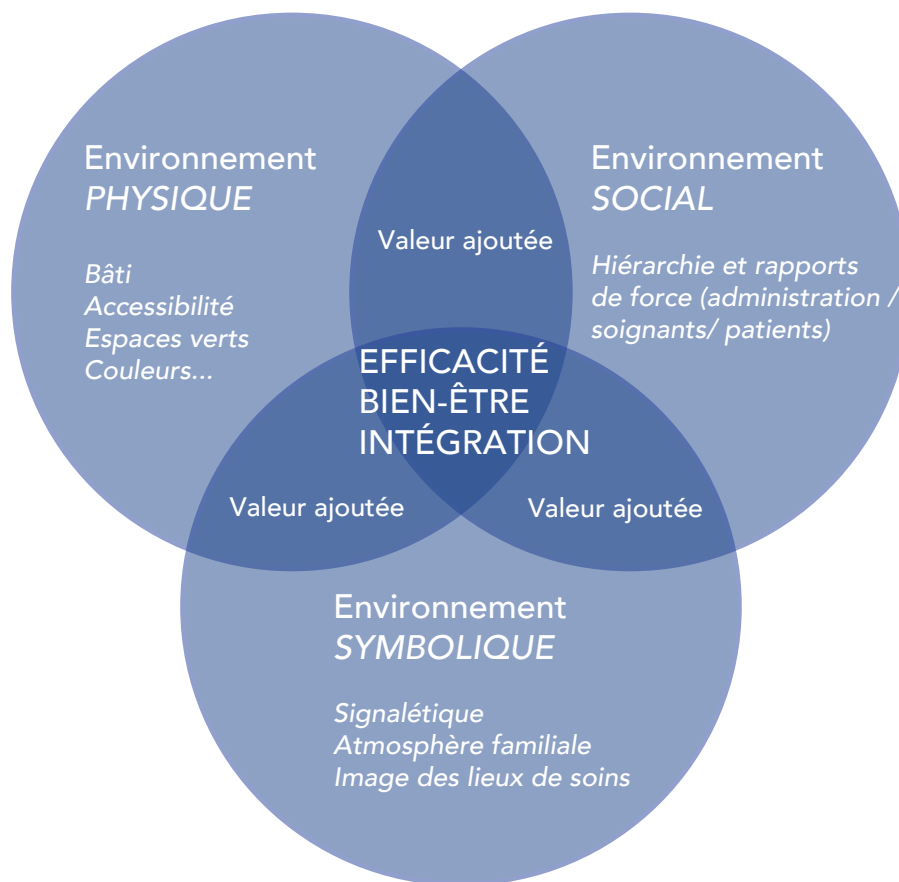 Environnement
PHYSIQUE
Bâti
Accessibilité
Espaces verts
Couleurs...
Valeur ajoutée
Environnement
SOCIAL
Hiérarchie et rapports
de force (administration /
soignants/ patients)
EFFICACITÉ
BIEN-ÊTRE
INTÉGRATION
Valeur ajoutée
Valeur ajoutée
Environnement
SYMBOLIQUE
Signalétique
Atmosphère familiale
Image des lieux de soins